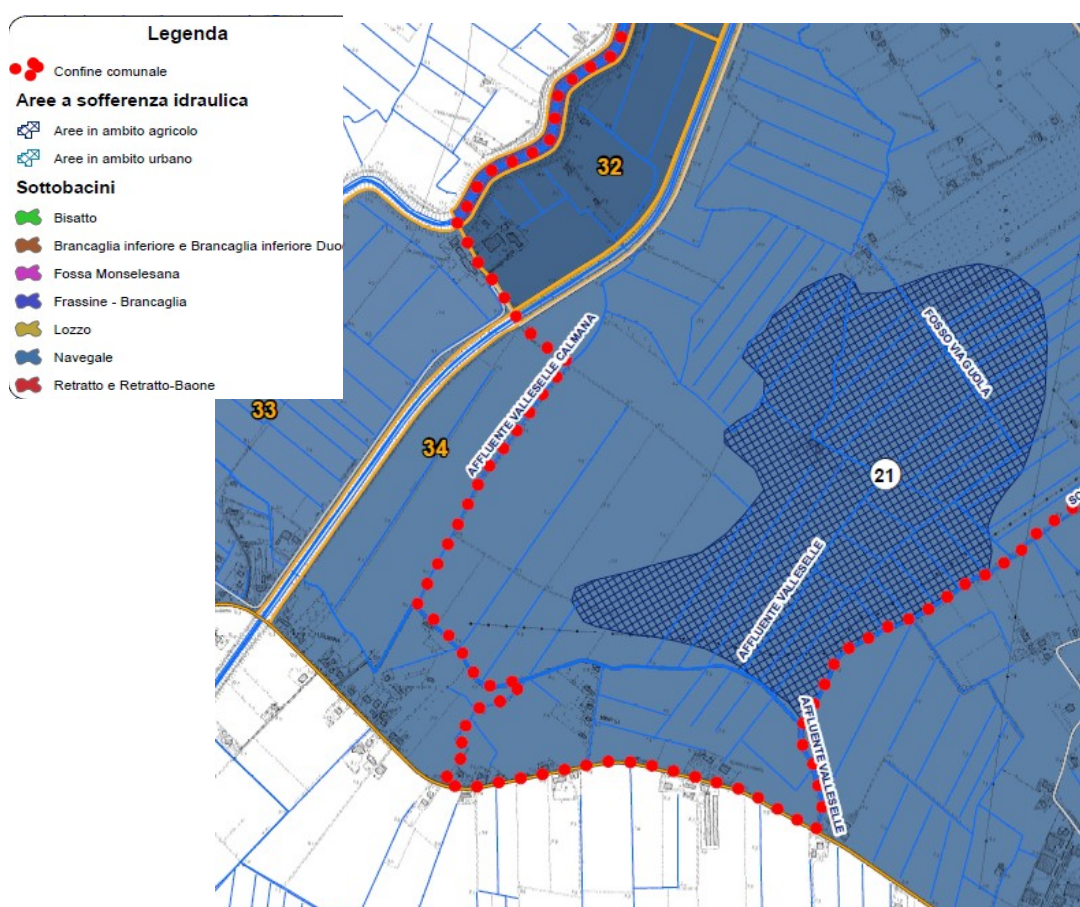 Legenda
Confine comunale
Aree a sofferenza idraulica
Aree in ambito agricolo
Aree in ambito urbano
Sottobacini
Bisatto
Brancaglia inferiore e Brancaglia inferiore Duo
Fossa Monselesana
Frassine - Brancaglia
Lozzo
Navegale
Retratto e Retratto-Baone
32
33
34
AFFLUENTE VALLESELLE CALMANA
FOSSO VIA GUOLA
21
SC
AFFLUENTE VALLESELLE
AFFLUENTE VALLESELLE